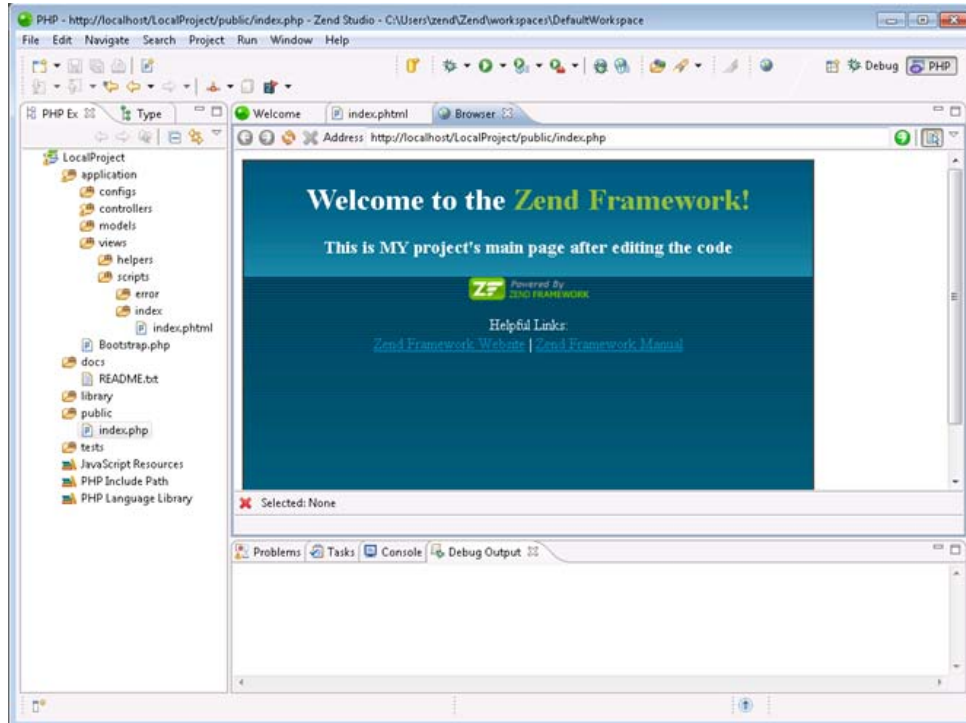 PHP - http://localhost/LocalProject/public/index.php - Zend Studio - C:\Users\zend\Zend\workspaces\DefaultWorkspace
File Edit Navigate Search Project Run Window Help
Debug PHP
PHP Ex Type
Welcome index.phtml Browser
Address http://localhost/LocalProject/public/index.php
LocalProject
application
configs
controllers
models
views
helpers
scripts
error
index
index.phtml
Bootstrap.php
docs
README.txt
library
public
index.php
tests
JavaScript Resources
PHP Include Path
PHP Language Library
Welcome to the Zend Framework!
This is MY project's main page after editing the code
ZF Powered By
ZEND FRAMEWORK
Helpful Links:
Zend Framework Website | Zend Framework Manual
Selected: None
Problems Tasks Console Debug Output